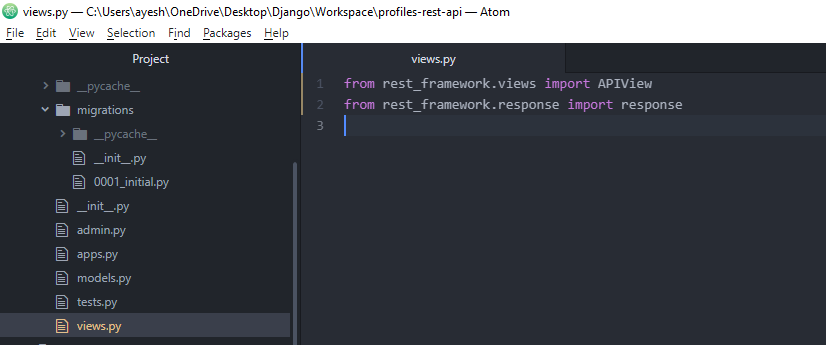 views.py — C:\Users\ayesh\OneDrive\Desktop\Django\Workspace\profiles-rest-api — Atom
File Edit View Selection Find Packages Help
Project
views.py
__pycache__
migrations
__pycache__
__init__.py
0001_initial.py
__init__.py
admin.py
apps.py
models.py
tests.py
views.py
1 from rest_framework.views import APIView
2 from rest_framework.response import response
3